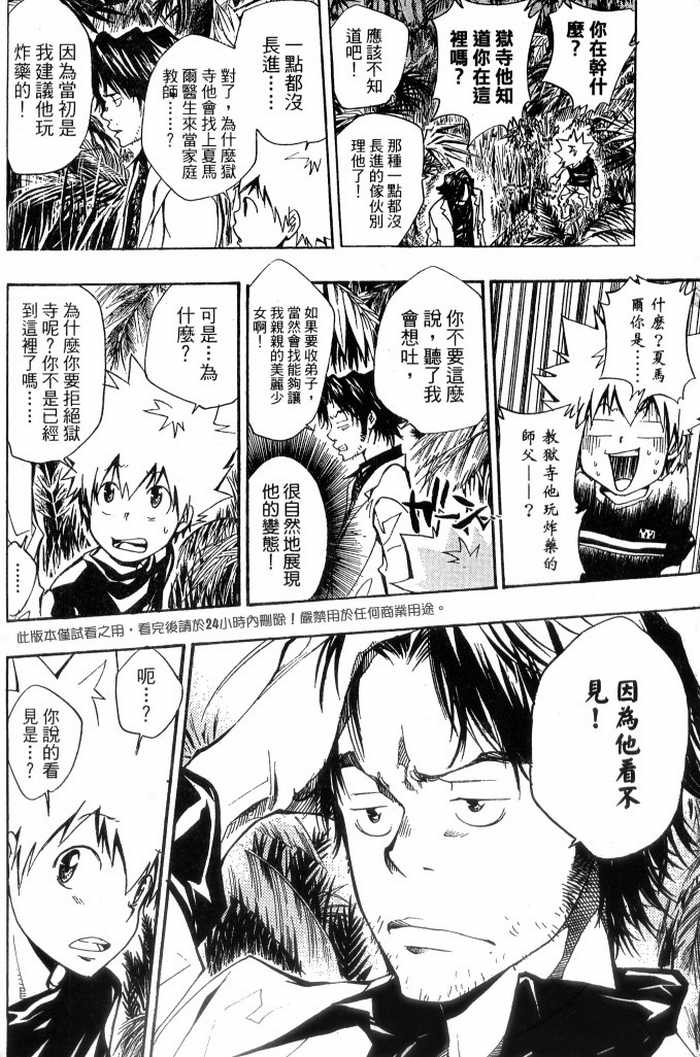 你在幹什
麼？
獄寺他知
道你在這
裡嗎？
應該不知
道吧！
那種一點都沒
長進的傢伙別
理他了！
一點都沒
長進……
對了，為什麼獄
寺他會找上夏馬
爾醫生來當家庭
教師……？
因為當初是
我建議他玩
炸藥的！
什麼？夏馬
爾你是……
教獄寺他玩炸藥的
師父——？
你不要這麼
說，聽了我
會想吐，
如果要收弟子，
當然會找能夠讓
我親親的美麗少
女啊！
很自然地展現
他的變態！
ガーン
可是…為
什麼？
為什麼你要拒絕獄
寺呢？你不是已經
到這裡了嗎……
……
此版本僅試看之用，看完後請於24小時內刪除！嚴禁用於任何商業用途。
因為他看不
見！
呃…？
你說的看
見是…？